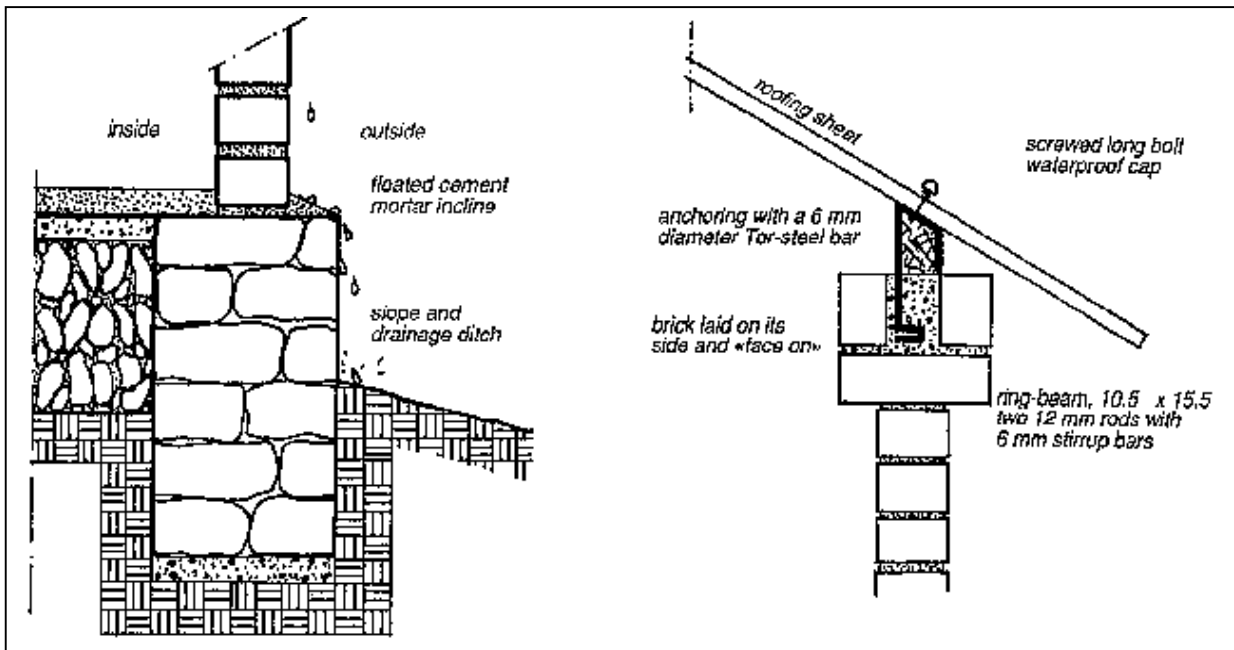 inside
outside
floated cement
mortar incline
slope and
drainage ditch
roofing sheet
screwed long bolt
waterproof cap
anchoring with a 6 mm
diameter Tor-steel bar
brick laid on its
side and «face on»
ring-beam, 10.5 x 15.5
two 12 mm rods with
6 mm stirrup bars